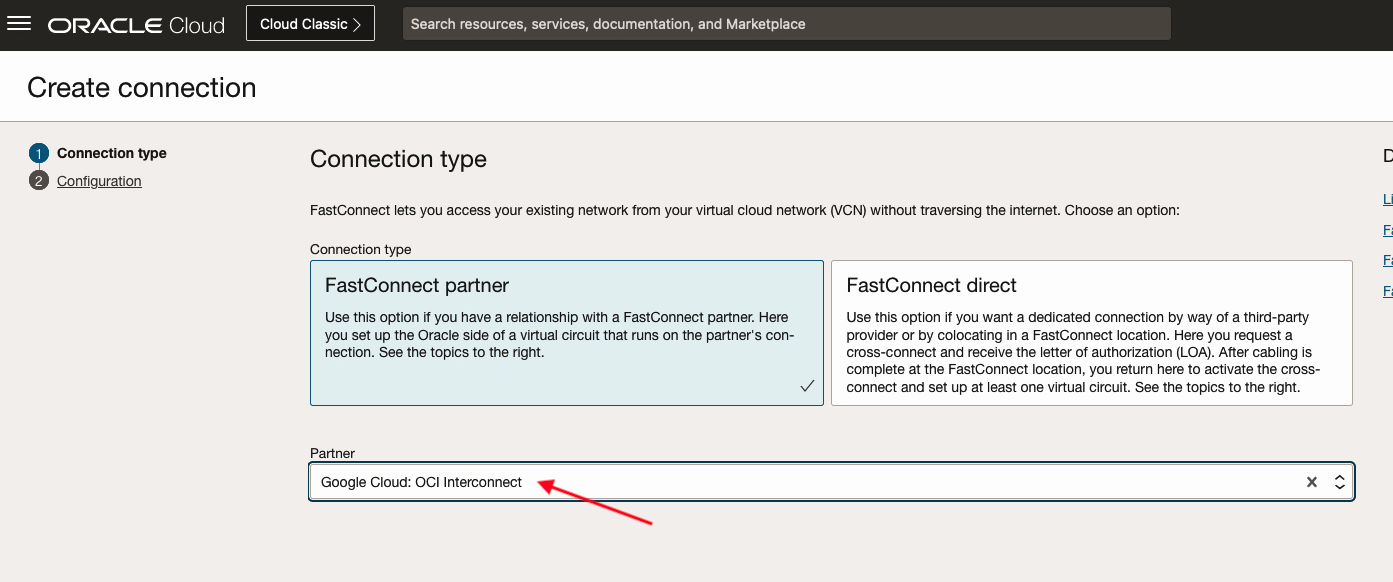 ORACLE Cloud
Cloud Classic
Search resources, services, documentation, and Marketplace
Create connection
1 Connection type
2 Configuration
Connection type
FastConnect lets you access your existing network from your virtual cloud network (VCN) without traversing the internet. Choose an option:
Connection type
FastConnect partner
Use this option if you have a relationship with a FastConnect partner. Here
you set up the Oracle side of a virtual circuit that runs on the partner's con-
nection. See the topics to the right.
FastConnect direct
Use this option if you want a dedicated connection by way of a third-party
provider or by colocating in a FastConnect location. Here you request a
cross-connect and receive the letter of authorization (LOA). After cabling is
complete at the FastConnect location, you return here to activate the cross-
connect and set up at least one virtual circuit. See the topics to the right.
Partner
Google Cloud: OCI Interconnect